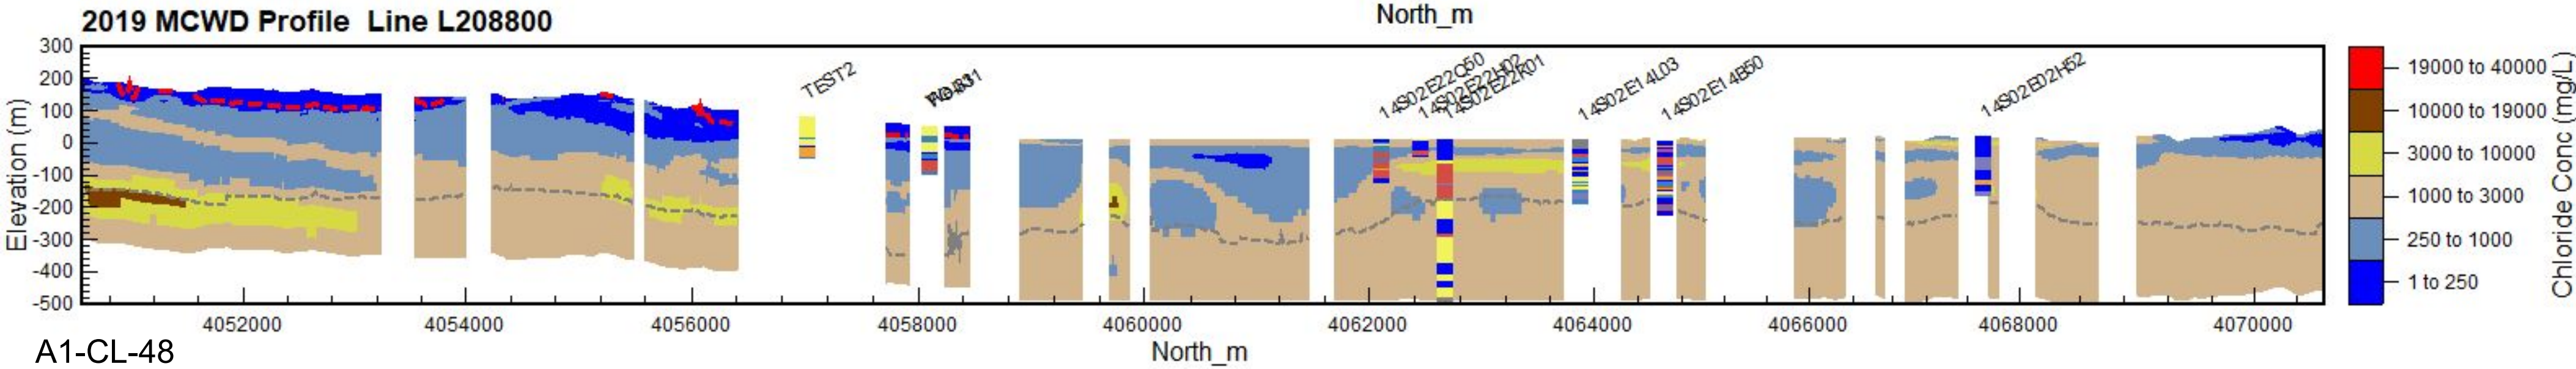 North_m
2019 MCWD Profile Line L208800
Elevation (m)
300
200
100
0
-100
-200
-300
-400
-500
TEST2
14S02E22Q50
14S02E22H02
14S02E22R01
14S02E14L03
14S02E14B50
14S02E02H52
4052000
4054000
4056000
4058000
4060000
4062000
4064000
4066000
4068000
4070000
North_m
A1-CL-48
19000 to 40000
10000 to 19000
3000 to 10000
1000 to 3000
250 to 1000
1 to 250
Chloride Conc (mg/L)